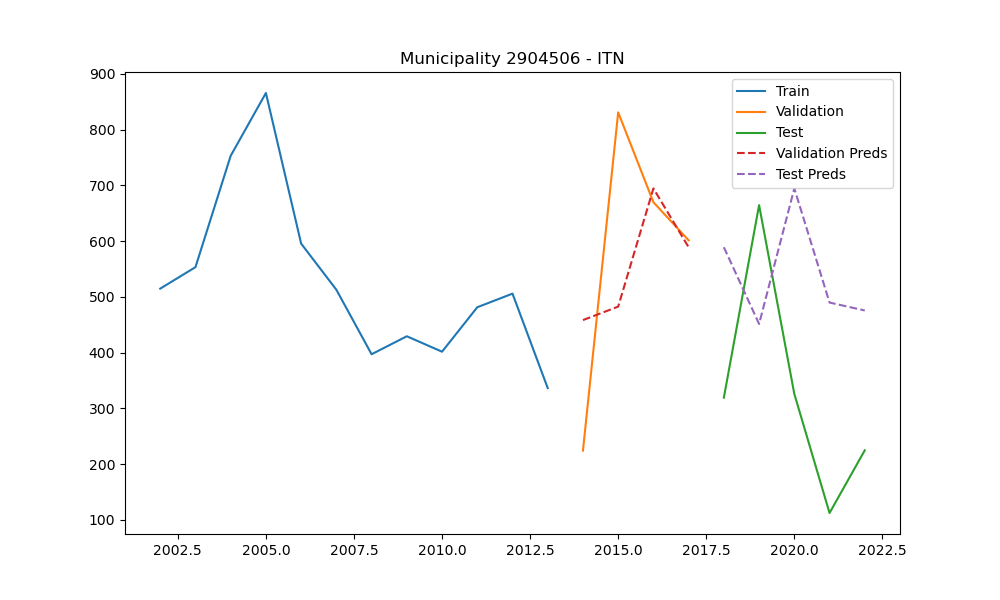 Municipality 2904506 - ITN
900
800
700
600
500
400
300
200
100
Train
Validation
Test
Validation Preds
Test Preds
2002.5 2005.0 2007.5 2010.0 2012.5 2015.0 2017.5 2020.0 2022.5